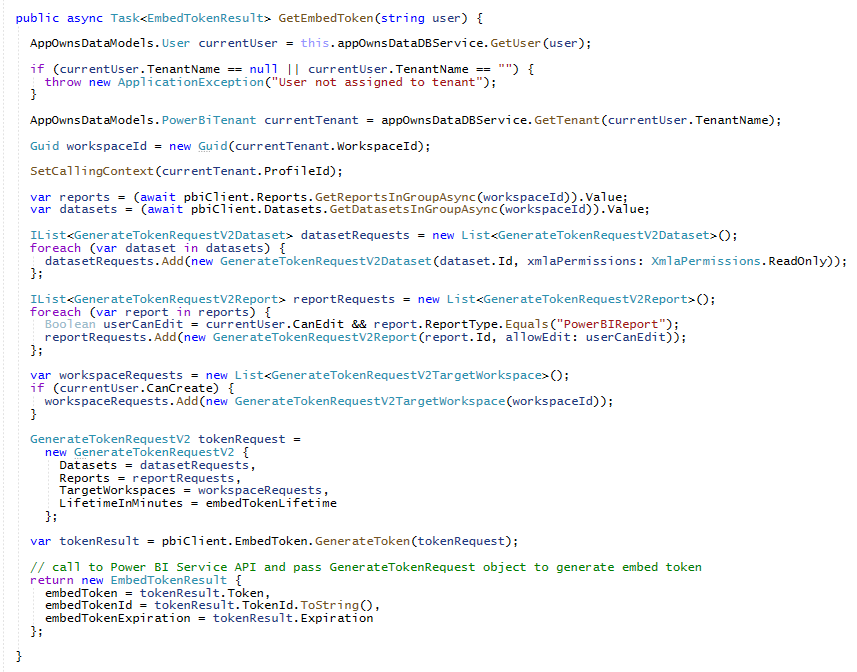 public async Task<EmbedTokenResult> GetEmbedToken(string user) {
AppOwnsDataModels.User currentUser = this.appOwnsDataDBService.GetUser(user);
if (currentUser.TenantName == null || currentUser.TenantName == "") {
throw new ApplicationException("User not assigned to tenant");
}
AppOwnsDataModels.PowerBiTenant currentTenant = appOwnsDataDBService.GetTenant(currentUser.TenantName);
Guid workspaceId = new Guid(currentTenant.WorkspaceId);
SetCallingContext(currentTenant.ProfileId);
var reports = (await pbiClient.Reports.GetReportsInGroupAsync(workspaceId)).Value;
var datasets = (await pbiClient.Datasets.GetDatasetsInGroupAsync(workspaceId)).Value;
IList<GenerateTokenRequestV2Dataset> datasetRequests = new List<GenerateTokenRequestV2Dataset>();
foreach (var dataset in datasets) {
datasetRequests.Add(new GenerateTokenRequestV2Dataset(dataset.Id, xmlaPermissions: XmlaPermissions.ReadOnly));
};
IList<GenerateTokenRequestV2Report> reportRequests = new List<GenerateTokenRequestV2Report>();
foreach (var report in reports) {
Boolean userCanEdit = currentUser.CanEdit && report.ReportType.Equals("PowerBIReport");
reportRequests.Add(new GenerateTokenRequestV2Report(report.Id, allowEdit: userCanEdit));
};
var workspaceRequests = new List<GenerateTokenRequestV2TargetWorkspace>();
if (currentUser.CanCreate) {
workspaceRequests.Add(new GenerateTokenRequestV2TargetWorkspace(workspaceId));
}
GenerateTokenRequestV2 tokenRequest =
new GenerateTokenRequestV2 {
Datasets = datasetRequests,
Reports = reportRequests,
TargetWorkspaces = workspaceRequests,
LifetimeInMinutes = embedTokenLifetime
};
var tokenResult = pbiClient.EmbedToken.GenerateToken(tokenRequest);
// call to Power BI Service API and pass GenerateTokenRequest object to generate embed token
return new EmbedTokenResult {
embedToken = tokenResult.Token,
embedTokenId = tokenResult.TokenId.ToString(),
embedTokenExpiration = tokenResult.Expiration
};
}